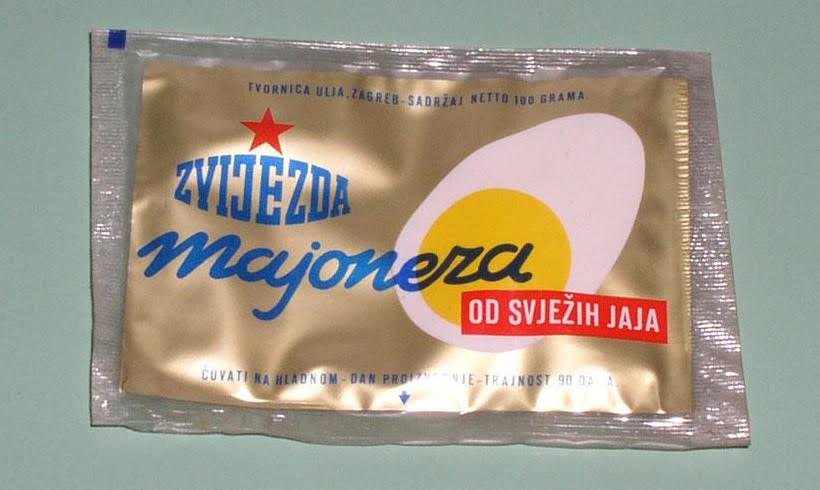 TVORNICA ULJA, ZAGREB-SADRŽAJ NETTO 100 GRAMA.
ZVIJEZDA
majoneza
OD SVJEŽIH JAJA
ČUVATI NA HLADNOM - DAN PROIZVODNJE - TRAJNOST 90 DANA.